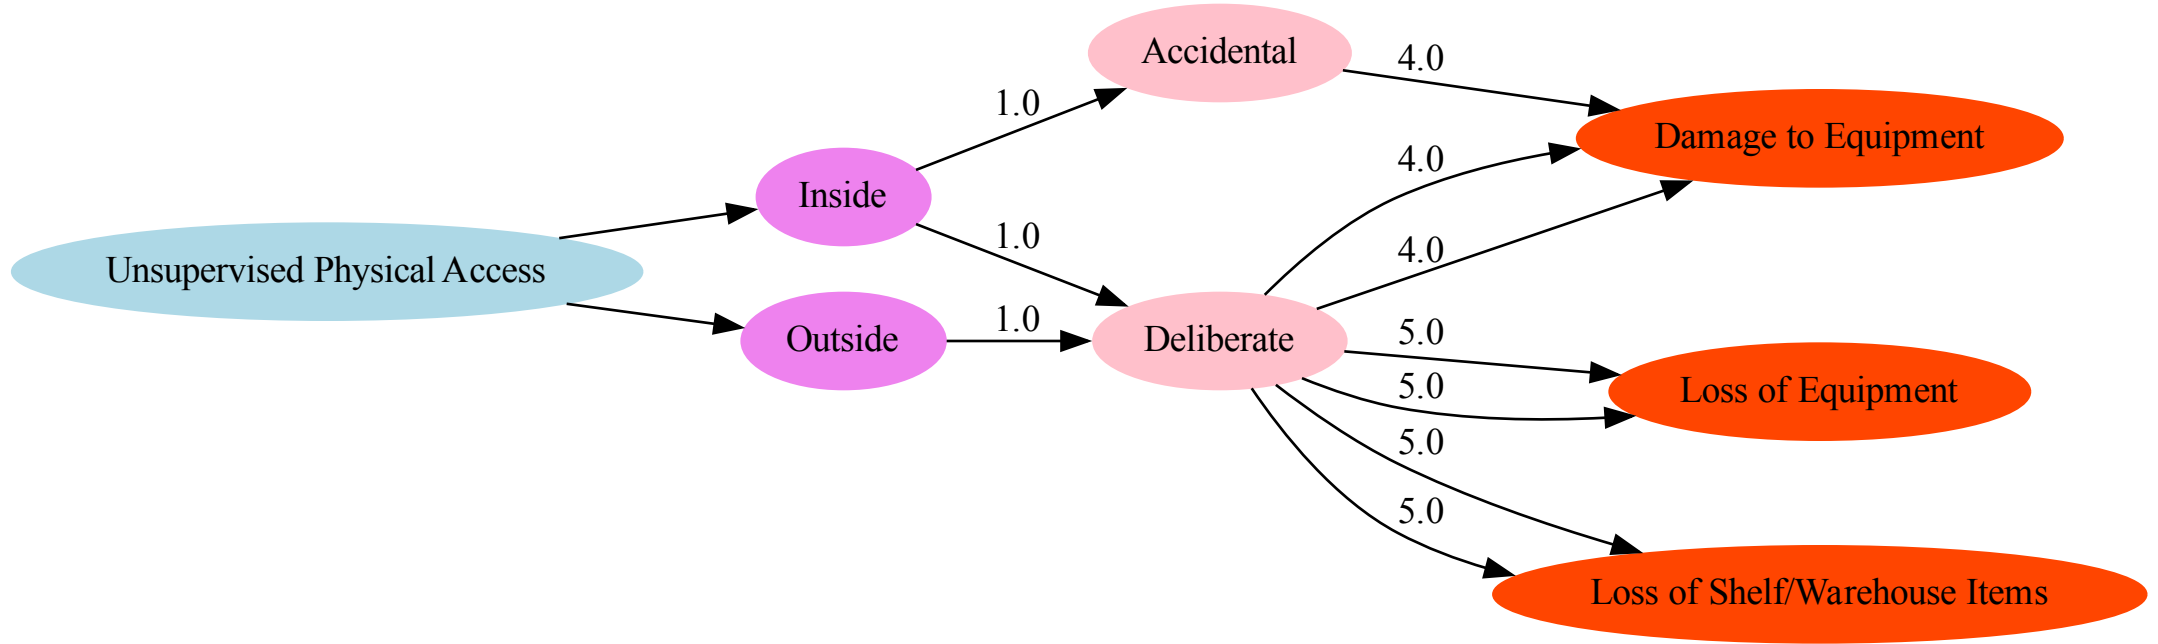 Unsupervised Physical Access
Inside
Outside
1.0
1.0
1.0
Accidental
Deliberate
4.0
4.0
4.0
5.0
5.0
5.0
5.0
Damage to Equipment
Loss of Equipment
Loss of Shelf/Warehouse Items